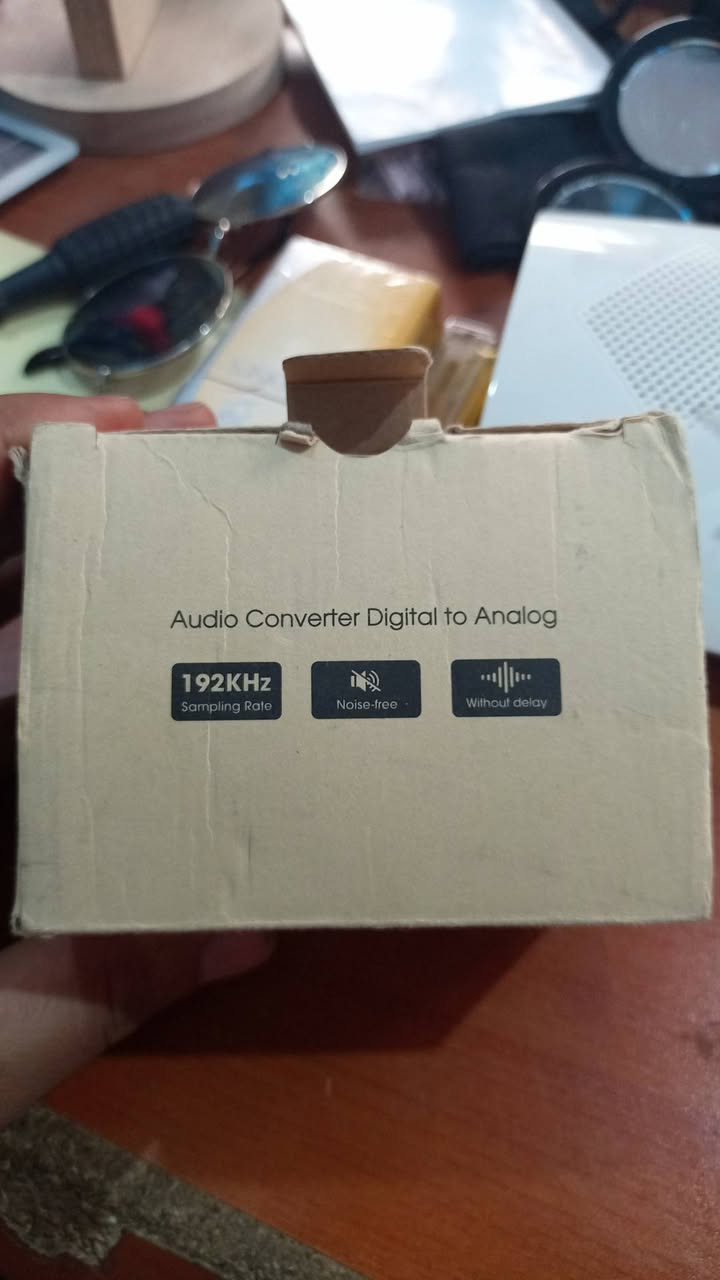 Audio Converter Digital to Analog
192KHz
Sampling Rate
Noise-free
Without delay